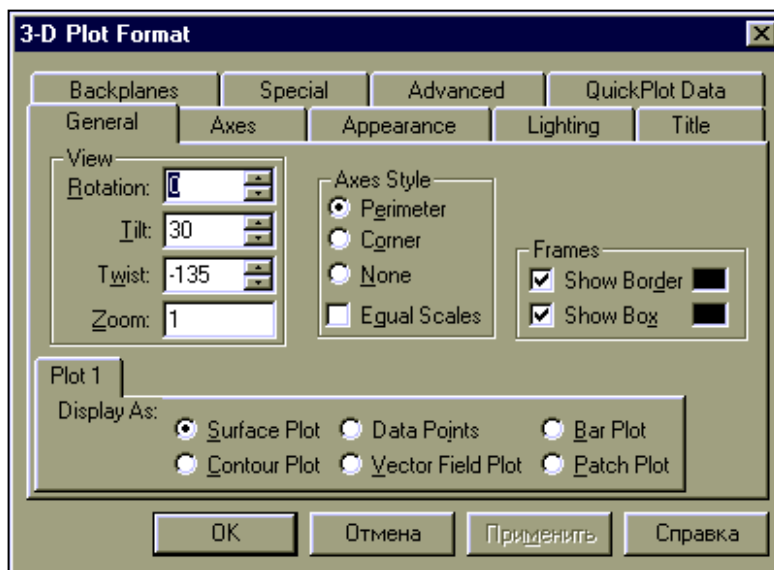 3-D Plot Format
Backplanes Special Advanced QuickPlot Data
General Axes Appearance Lighting Title
View
Rotation: 0
Tilt: 30
Twist: -135
Zoom: 1
Axes Style
Perimeter
Corner
None
Equal Scales
Frames
Show Border
Show Box
Plot 1
Display As:
Surface Plot Data Points Bar Plot
Contour Plot Vector Field Plot Patch Plot
OK Отмена Применить Справка